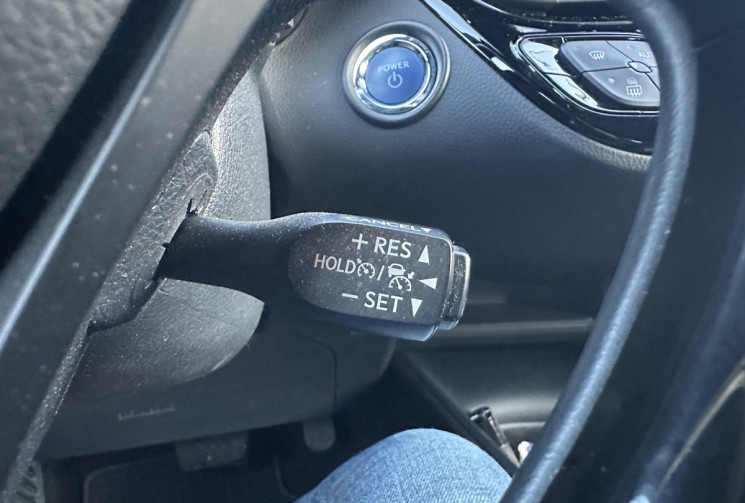 POWER
CANCEL
+ RES
HOLD /
− SET